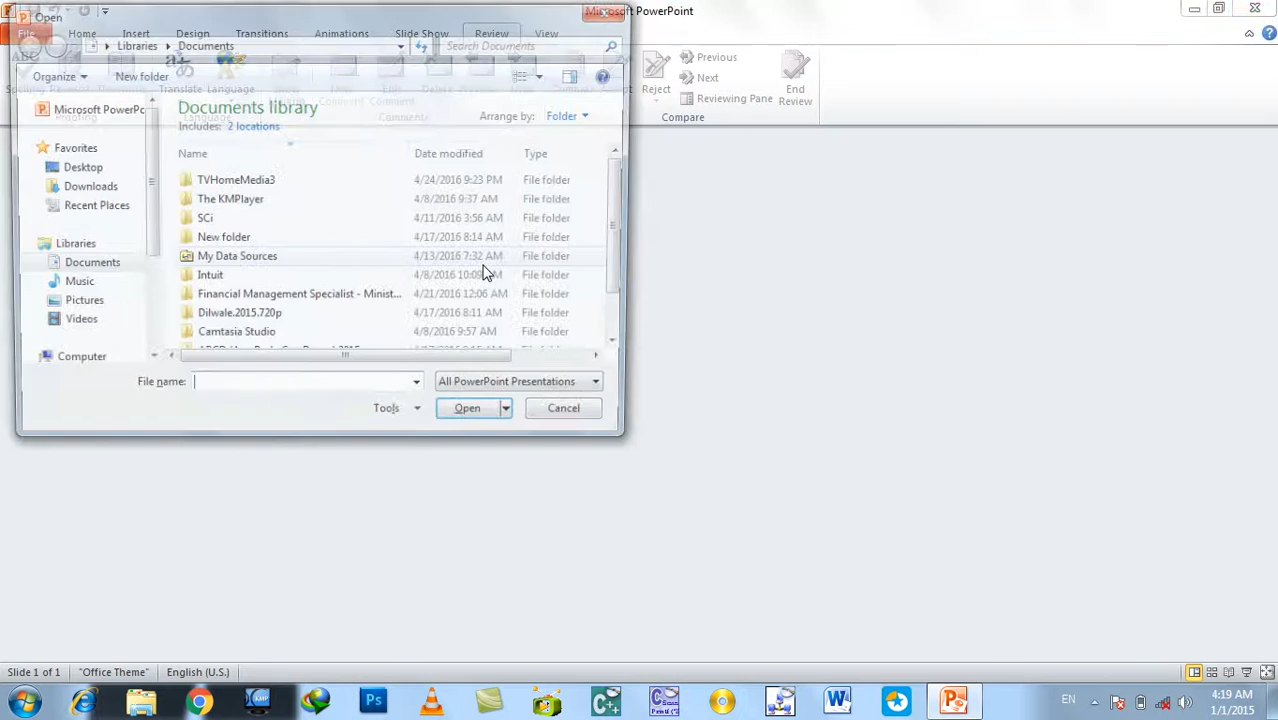 Open
Microsoft PowerPoint
File Home Insert Design Transitions Animations Slide Show Review View
Libraries Documents
Search Documents
Organize New folder
Previous
Next
Reviewing Pane
Reject
End
Review
Compare
Microsoft PowerPc
Documents library
Includes: 2 locations
Arrange by: Folder
Favorites
Desktop
Downloads
Recent Places
Libraries
Documents
Music
Pictures
Videos
Computer
Name Date modified Type
TVHomeMedia3 4/24/2016 9:23 PM File folder
The KMPlayer 4/8/2016 9:37 AM File folder
SCi 4/11/2016 3:56 AM File folder
New folder 4/17/2016 8:14 AM File folder
My Data Sources 4/13/2016 7:32 AM File folder
Intuit 4/8/2016 File folder
Financial Management Specialist - Minist... 4/21/2016 12:06 AM File folder
Dilwale.2015.720p 4/17/2016 8:11 AM File folder
Camtasia Studio 4/8/2016 9:57 AM File folder
File name: All PowerPoint Presentations
Tools Open Cancel
Slide 1 of 1 "Office Theme" English (U.S.)
EN 4:19 AM
1/1/2015